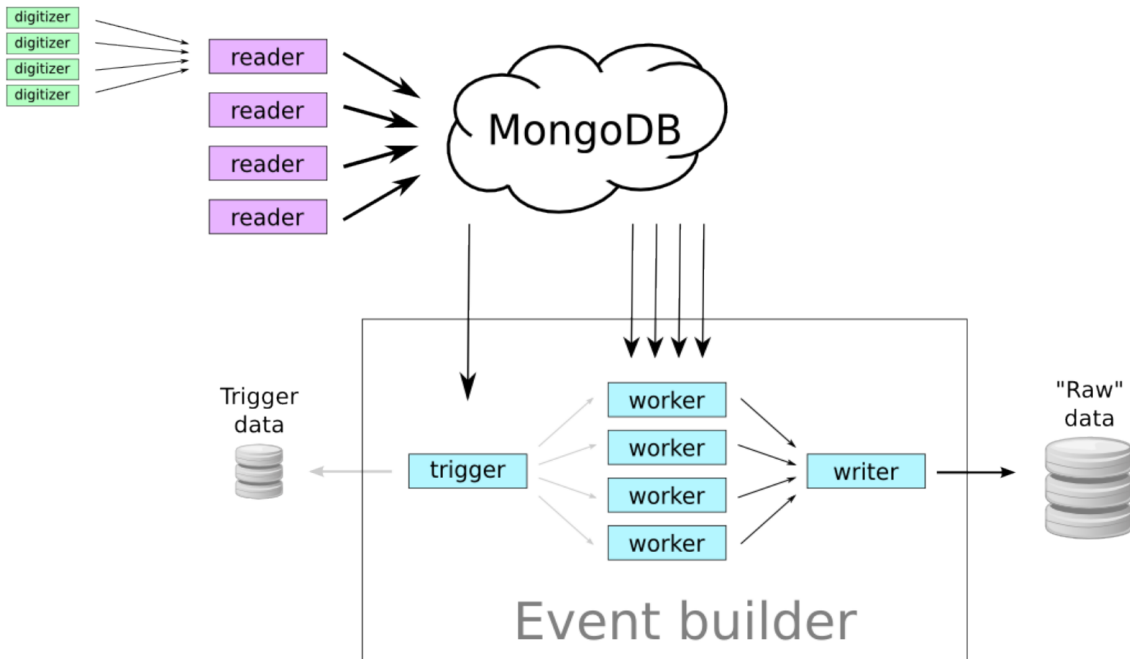 digitizer
digitizer
digitizer
digitizer
reader
reader
reader
reader
MongoDB
Trigger
data
trigger
worker
worker
worker
worker
writer
"Raw"
data
Event builder